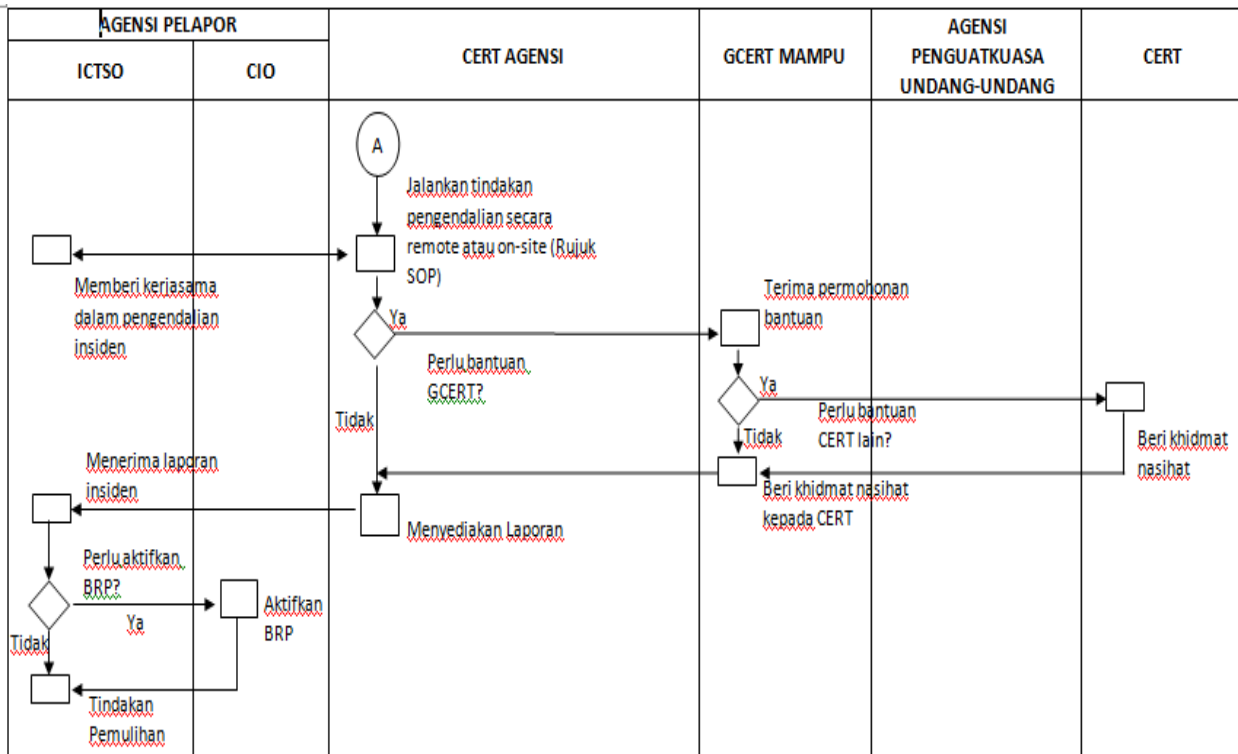 AGENSI PELAPOR
ICTSO
CIO
CERT AGENSI
GCERT MAMPU
AGENSI
PENGUATKUASA
UNDANG-UNDANG
CERT
A
Jalankan tindakan
pengendalian secara
remote atau on-site (Rujuk
SOP)
Memberi kerjasama
dalam pengendalian
insiden
Ya
Perlu bantuan
GCERT?
Tidak
Terima permohonan
bantuan
Ya
Perlu bantuan
CERT lain?
Tidak
Beri khidmat
nasihat
Beri khidmat nasihat
kepada CERT
Menerima laporan
insiden
Menyediakan Laporan
Perlu aktifkan
BRP?
Ya
Tidak
Aktifkan
BRP
Tindakan
Pemulihan